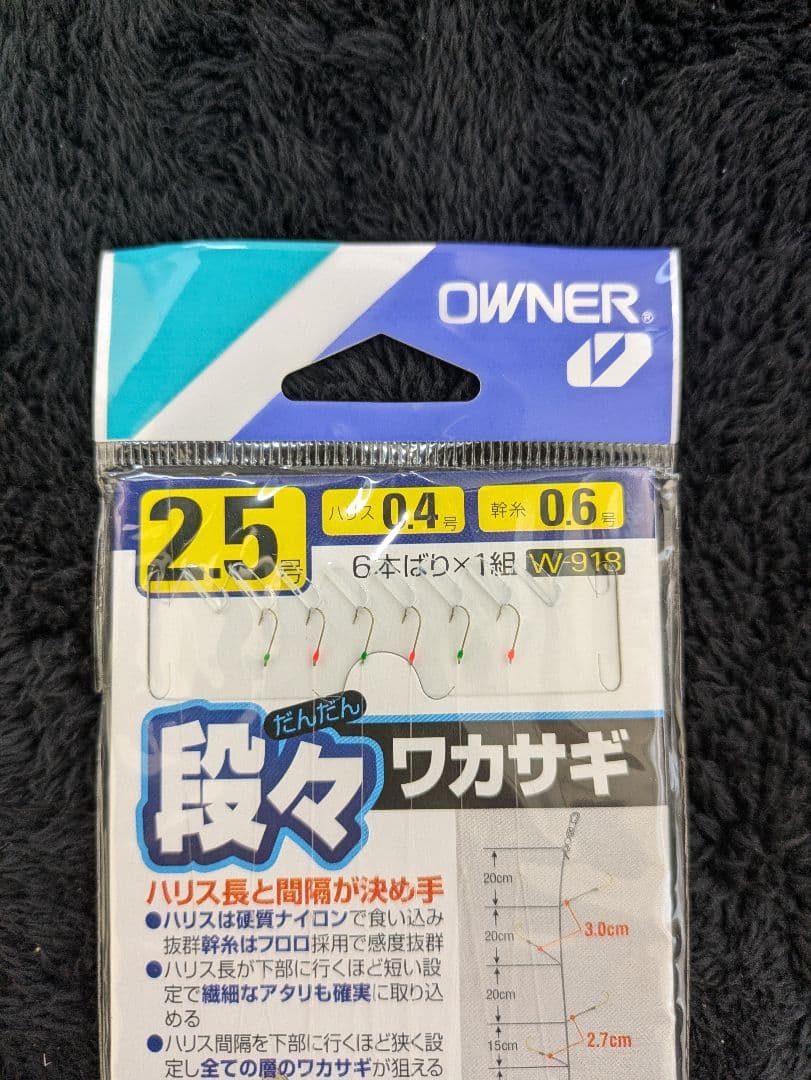 OWNER®
2.5号
ハリス 0.4号
幹糸 0.6号
6本ばり×1組 W-918
だんだん
段々
ワカサギ
ハリス長と間隔が決め手
●ハリスは硬質ナイロンで食い込み
抜群幹糸はフロロ採用で感度抜群
●ハリス長が下部に行くほど短い設
定で繊細なアタリも確実に取り込
める
●ハリス間隔を下部に行くほど狭く設
定し全ての層のワカサギが狙える
20cm
3.0cm
20cm
20cm
2.7cm
15cm